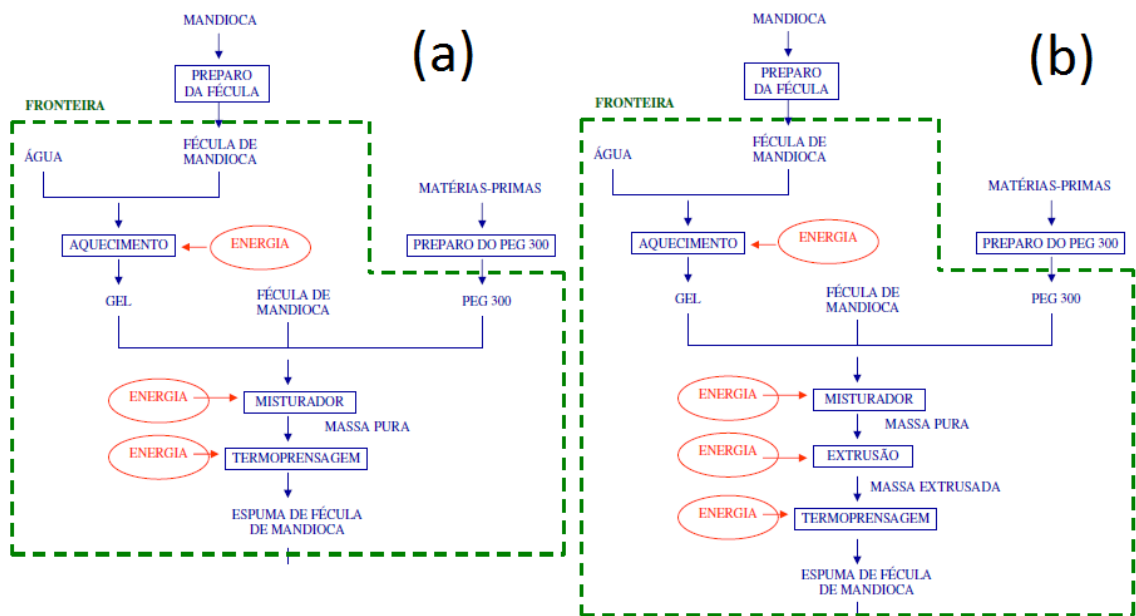 (a)
MANDIOCA
PREPARO
DA FÉCULA
FRONTEIRA
ÁGUA
FÉCULA DE
MANDIOCA
MATÉRIAS-PRIMAS
AQUECIMENTO
ENERGIA
PREPARO DO PEG 300
GEL
FÉCULA DE
MANDIOCA
PEG 300
ENERGIA
MISTURADOR
MASSA PURA
ENERGIA
TERMOPRENSAGEM
ESPUMA DE FÉCULA
DE MANDIOCA
(b)
MANDIOCA
PREPARO
DA FÉCULA
FRONTEIRA
ÁGUA
FÉCULA DE
MANDIOCA
MATÉRIAS-PRIMAS
AQUECIMENTO
ENERGIA
PREPARO DO PEG 300
GEL
FÉCULA DE
MANDIOCA
PEG 300
ENERGIA
MISTURADOR
MASSA PURA
ENERGIA
EXTRUSÃO
MASSA EXTRUSADA
ENERGIA
TERMOPRENSAGEM
ESPUMA DE FÉCULA
DE MANDIOCA